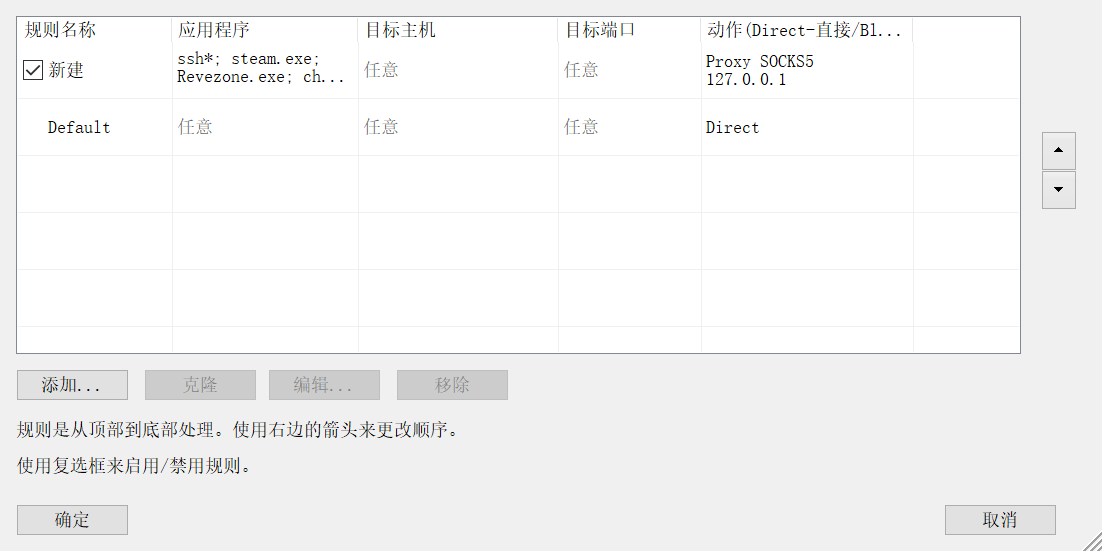 规则名称 应用程序 目标主机 目标端口 动作(Direct-直接/Bl...
新建 ssh*; steam.exe; 任意 任意 Proxy SOCKS5
Revezone.exe; ch... 127.0.0.1
Default 任意 任意 任意 Direct
添加... 克隆 编辑... 移除
规则是从顶部到底部处理。使用右边的箭头来更改顺序。
使用复选框来启用/禁用规则。
确定 取消